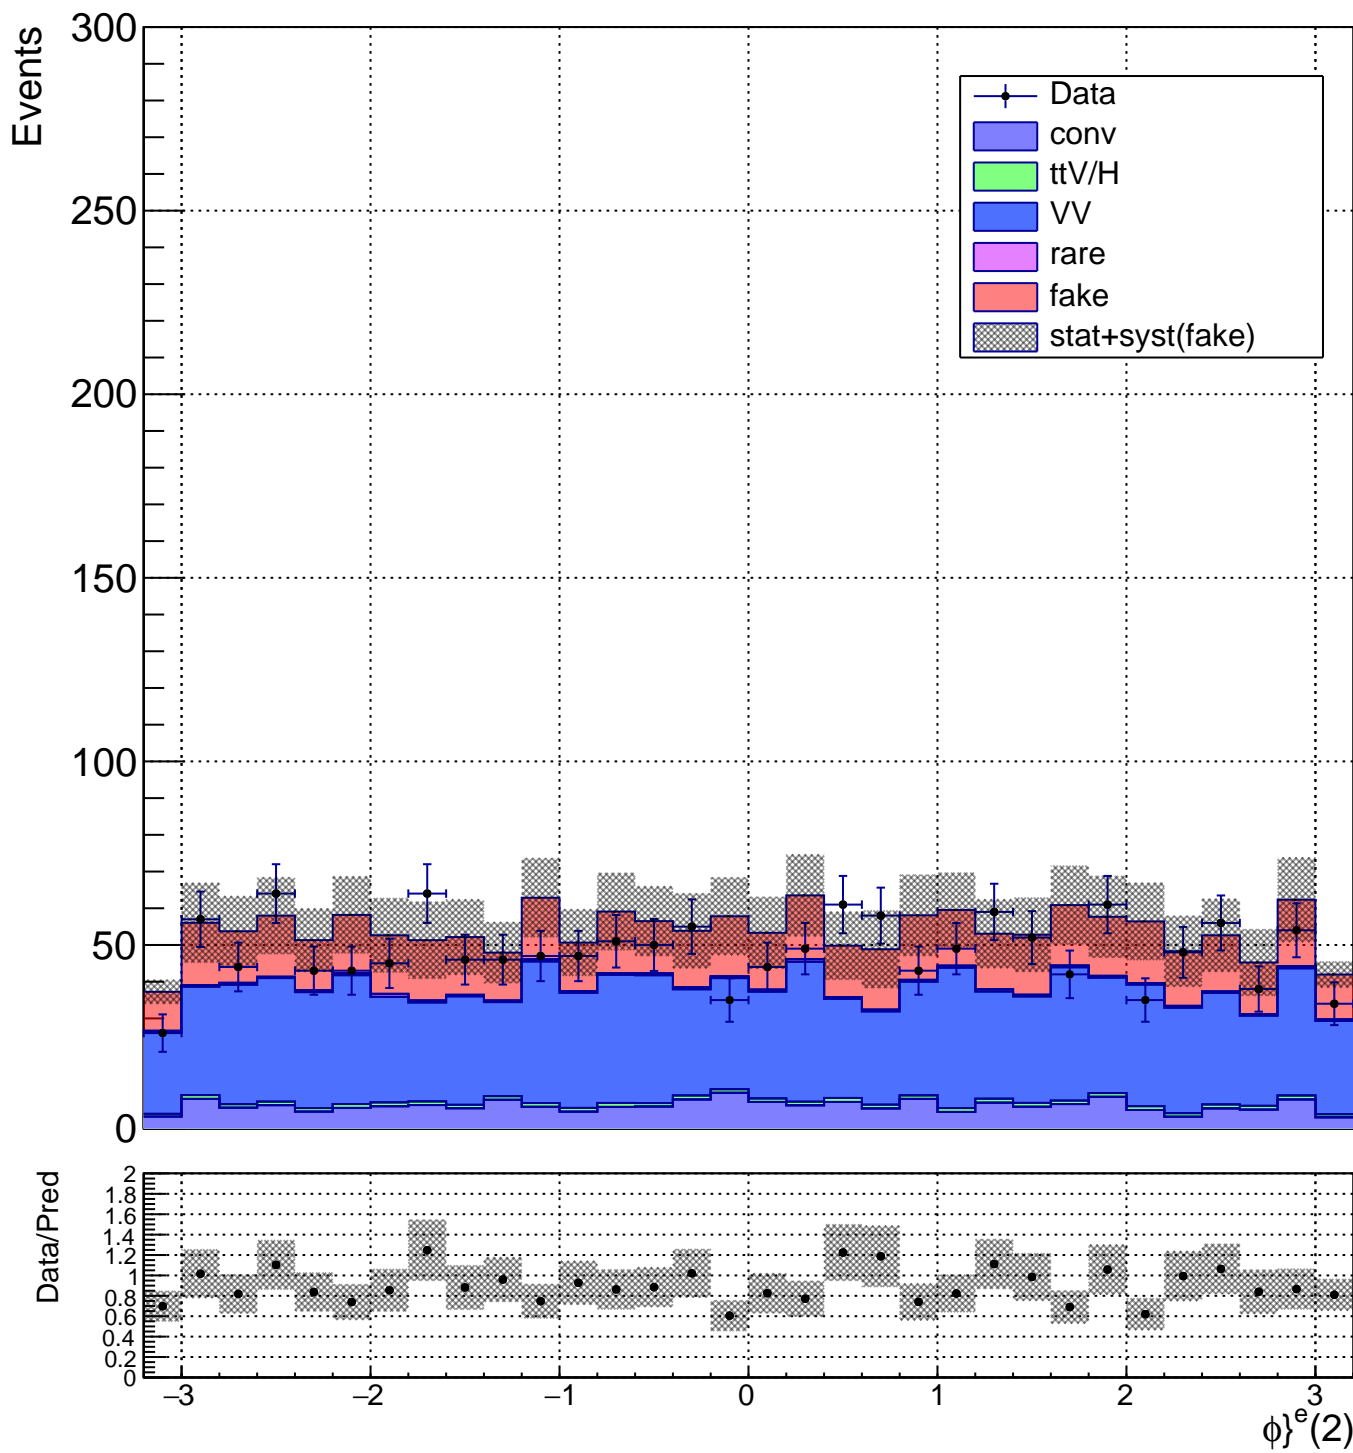 Events
300
250
200
150
100
50
0
Data
conv
ttV/H
VV
rare
fake
stat+syst(fake)
Data/Pred
2
1.8
1.6
1.4
1.2
1
0.8
0.6
0.4
0.2
0
−3 −2 −1 0 1 2 3
ϕ}^e(2)